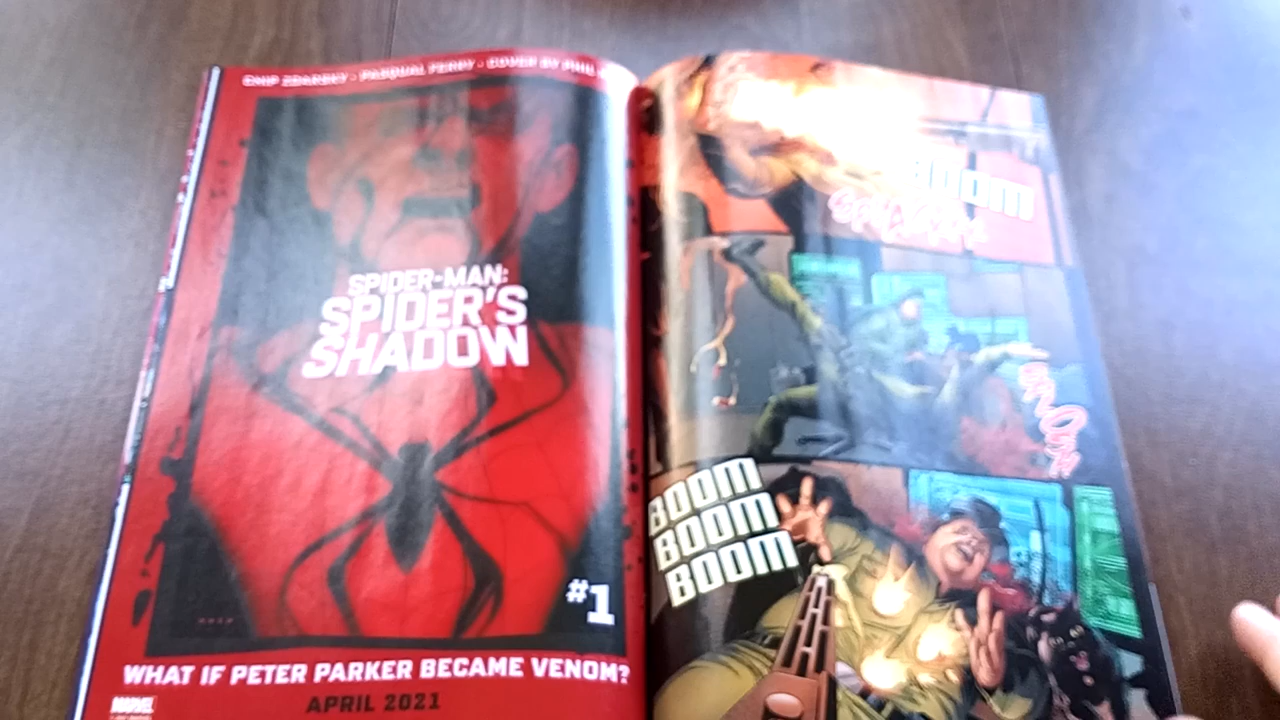 CHIP ZDARSKY • PASQUAL FERRY • COVER BY PHIL
SPIDER-MAN:
SPIDER'S
SHADOW
#1
WHAT IF PETER PARKER BECAME VENOM?
APRIL 2021
MARVEL
BOOM
BOOM
BOOM
BOOM